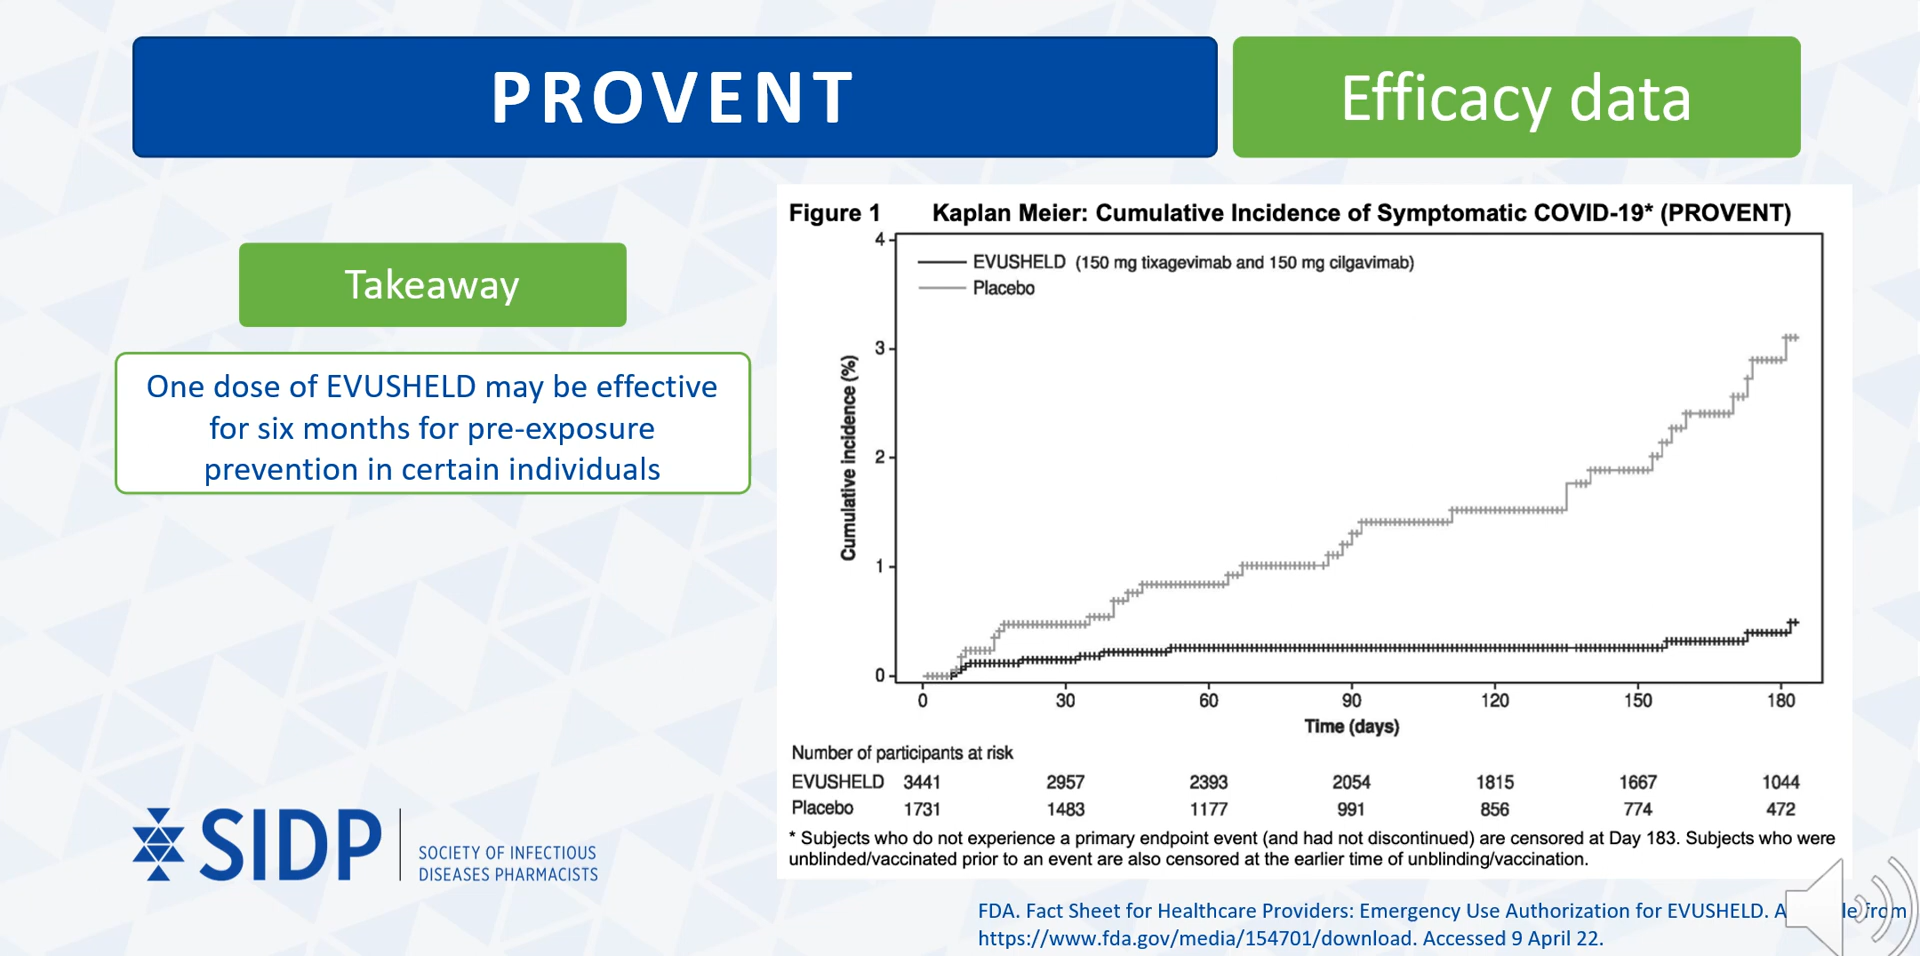 PROVENT
Efficacy data
Takeaway
One dose of EVUSHELD may be effective
for six months for pre-exposure
prevention in certain individuals
Figure 1 Kaplan Meier: Cumulative Incidence of Symptomatic COVID-19* (PROVENT)
EVUSHELD (150 mg tixagevimab and 150 mg cilgavimab)
Placebo
Cumulative incidence (%)
4
3
2
1
0
0 30 60 90 120 150 180
Time (days)
Number of participants at risk
EVUSHELD 3441 2957 2393 2054 1815 1667 1044
Placebo 1731 1483 1177 991 856 774 472
* Subjects who do not experience a primary endpoint event (and had not discontinued) are censored at Day 183. Subjects who were
unblinded/vaccinated prior to an event are also censored at the earlier time of unblinding/vaccination.
SIDP
SOCIETY OF INFECTIOUS
DISEASES PHARMACISTS
FDA. Fact Sheet for Healthcare Providers: Emergency Use Authorization for EVUSHELD. from
https://www.fda.gov/media/154701/download. Accessed 9 April 22.